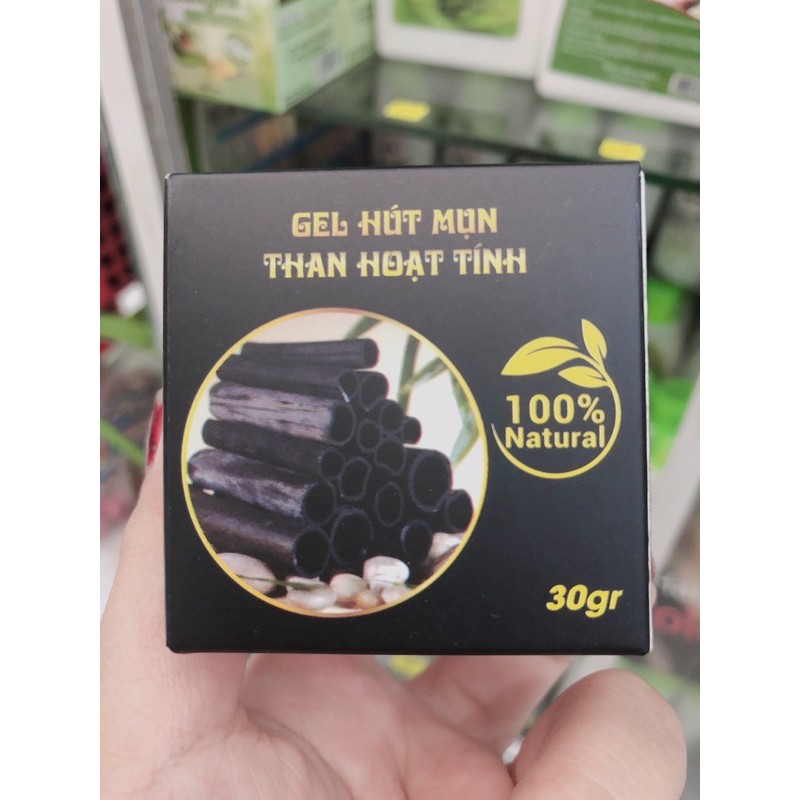 GEL HÚT MỤN
THAN HOẠT TÍNH
100%
Natural
30gr